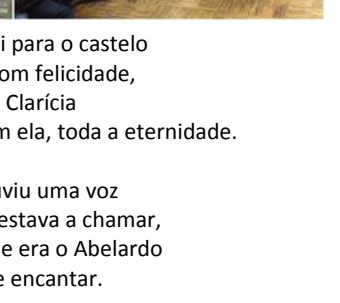 i para o castelo
om felicidade,
Clarícia
m ela, toda a eternidade.
uviu uma voz
estava a chamar,
e era o Abelardo
e encantar.